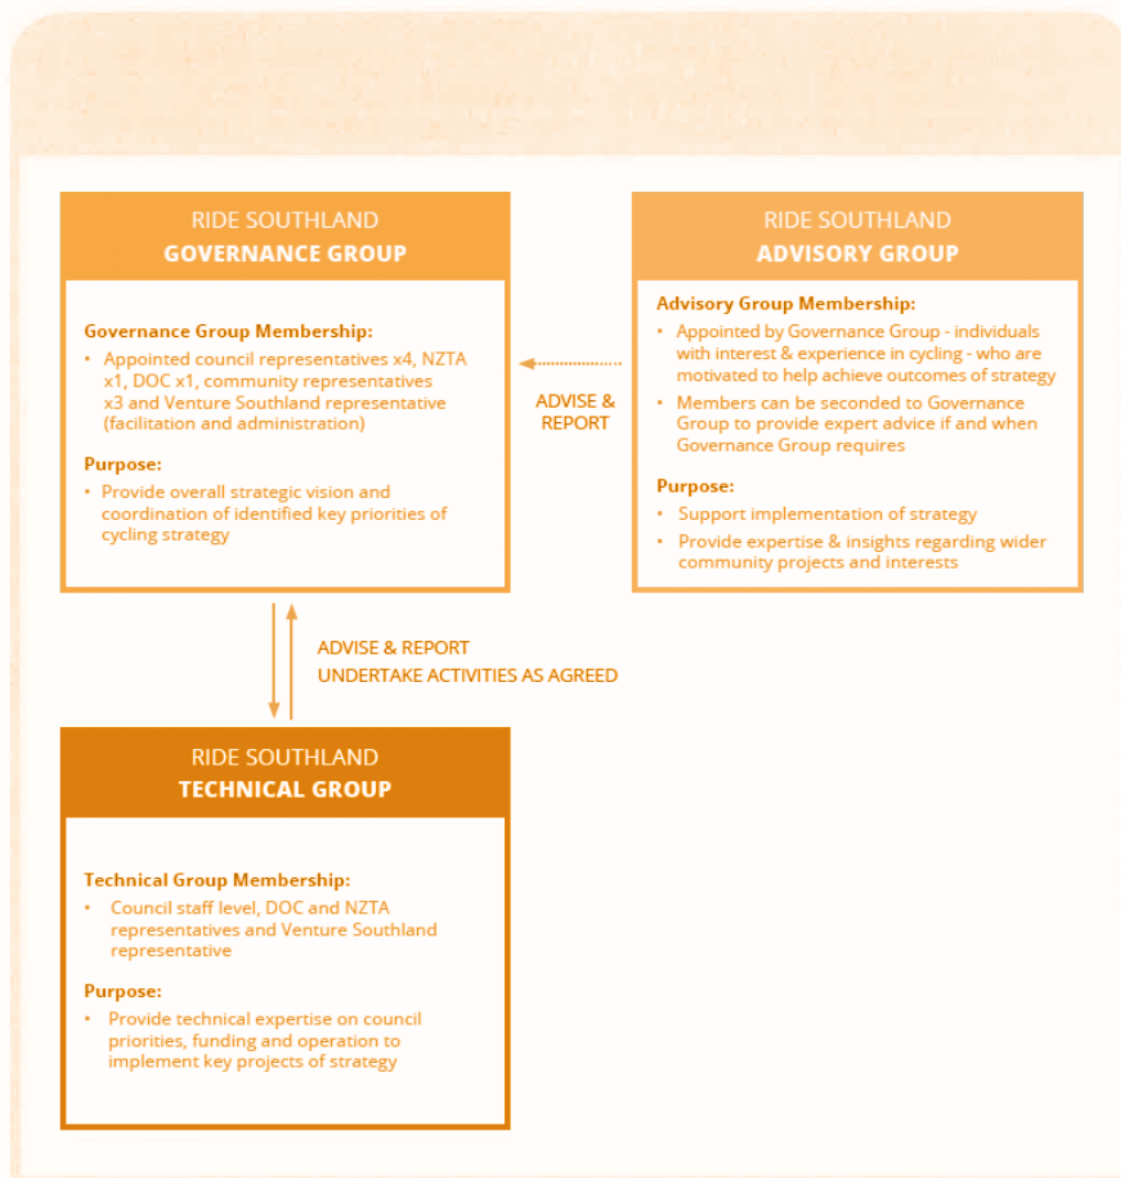 RIDE SOUTHLAND
GOVERNANCE GROUP
Governance Group Membership:
• Appointed council representatives x4, NZTA
x1, DOC x1, community representatives
x3 and Venture Southland representative
(facilitation and administration)
Purpose:
• Provide overall strategic vision and
coordination of identified key priorities of
cycling strategy
ADVISE &
REPORT
RIDE SOUTHLAND
ADVISORY GROUP
Advisory Group Membership:
• Appointed by Governance Group - individuals
with interest & experience in cycling - who are
motivated to help achieve outcomes of strategy
• Members can be seconded to Governance
Group to provide expert advice if and when
Governance Group requires
Purpose:
• Support implementation of strategy
• Provide expertise & insights regarding wider
community projects and interests
ADVISE & REPORT
UNDERTAKE ACTIVITIES AS AGREED
RIDE SOUTHLAND
TECHNICAL GROUP
Technical Group Membership:
• Council staff level, DOC and NZTA
representatives and Venture Southland
representative
Purpose:
• Provide technical expertise on council
priorities, funding and operation to
implement key projects of strategy